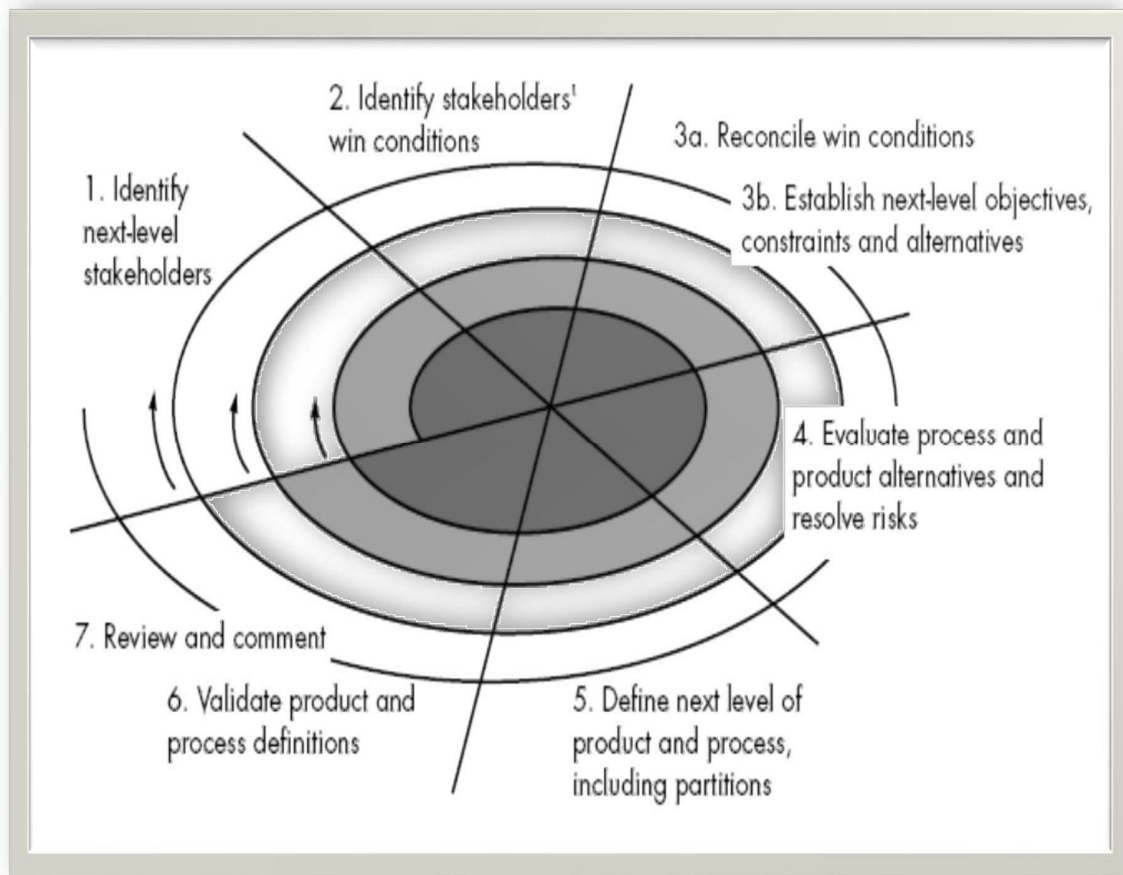 1. Identify
next-level
stakeholders
2. Identify stakeholders'
win conditions
3a. Reconcile win conditions
3b. Establish next-level objectives,
constraints and alternatives
4. Evaluate process and
product alternatives and
resolve risks
5. Define next level of
product and process,
including partitions
6. Validate product and
process definitions
7. Review and comment